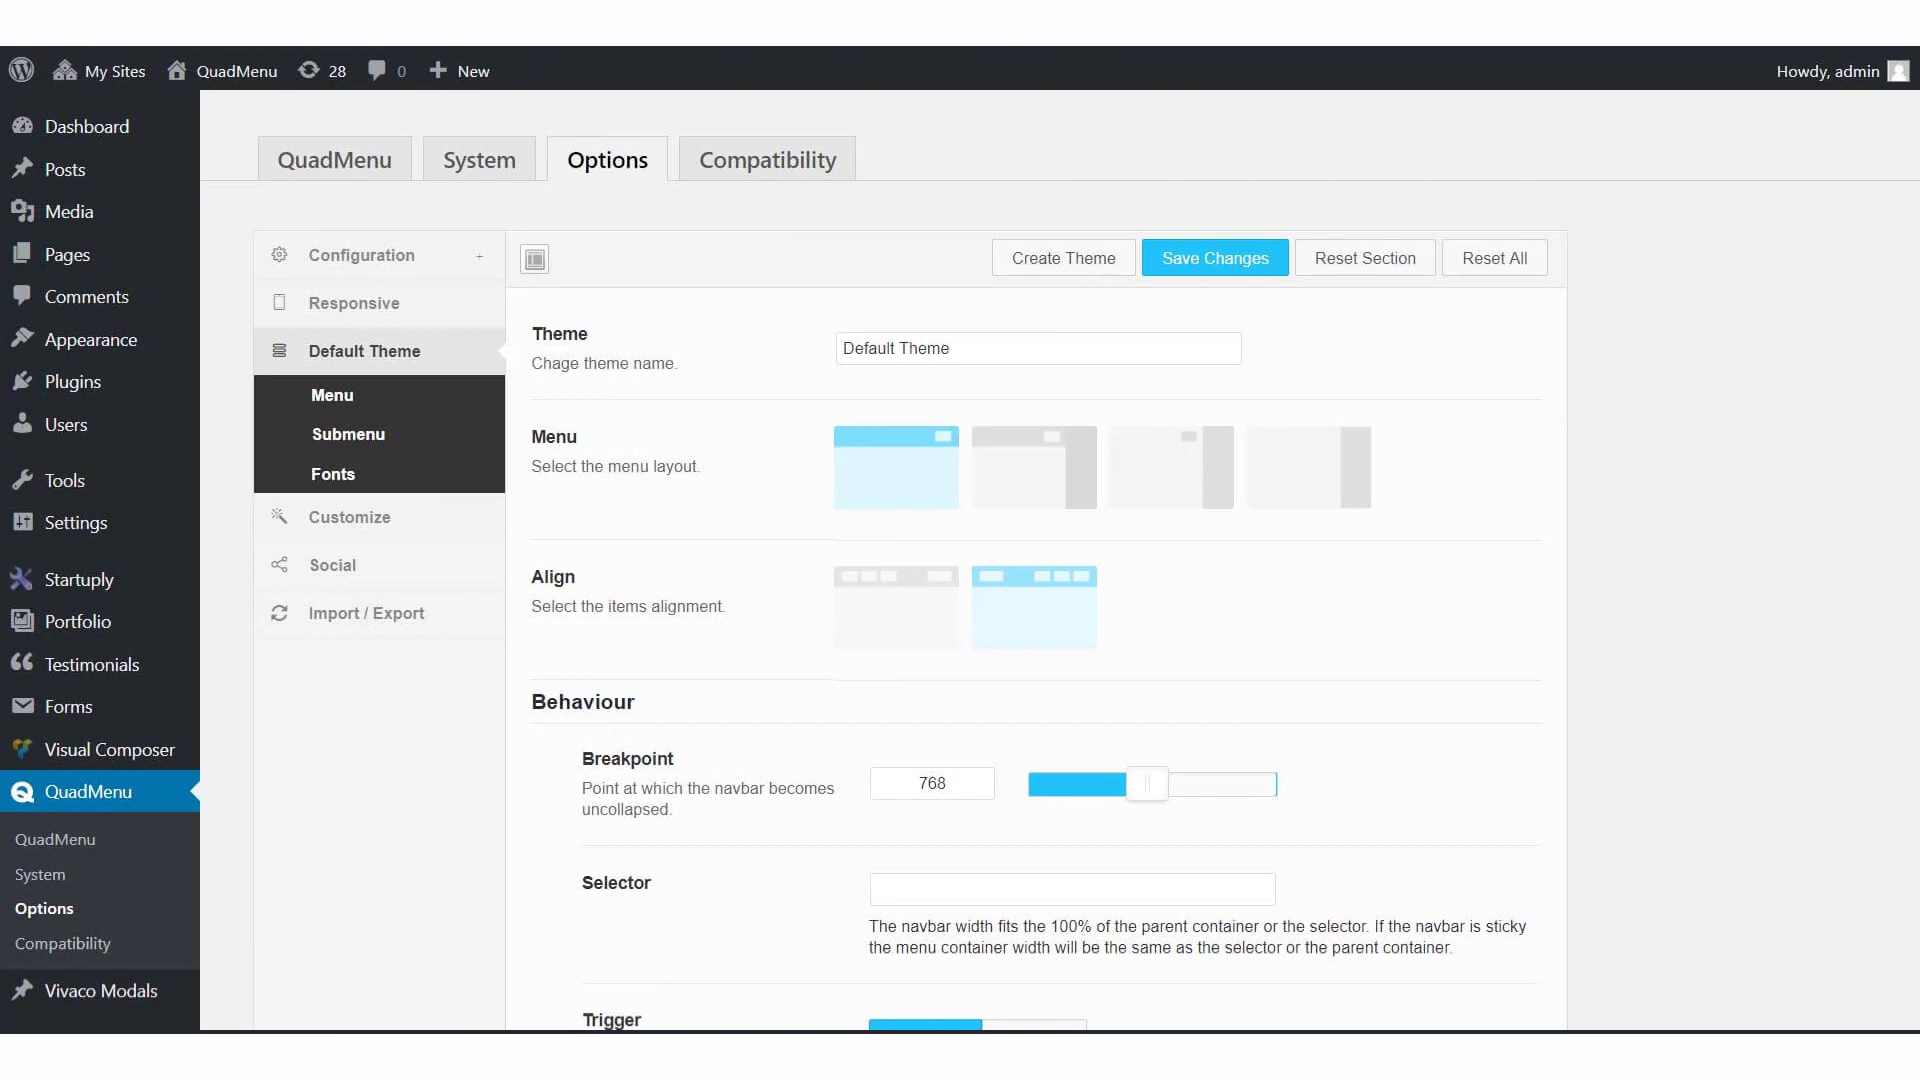 My Sites QuadMenu 28 0 New Howdy, admin
Dashboard
Posts
Media
Pages
Comments
Appearance
Plugins
Users
Tools
Settings
Startuply
Portfolio
Testimonials
Forms
Visual Composer
QuadMenu
QuadMenu
System
Options
Compatibility
Vivaco Modals
QuadMenu System Options Compatibility
Configuration +
Responsive
Default Theme
Menu
Submenu
Fonts
Customize
Social
Import / Export
Create Theme Save Changes Reset Section Reset All
Theme
Chage theme name.
Default Theme
Menu
Select the menu layout.
Align
Select the items alignment.
Behaviour
Breakpoint
Point at which the navbar becomes
uncollapsed.
768
Selector
The navbar width fits the 100% of the parent container or the selector. If the navbar is sticky
the menu container width will be the same as the selector or the parent container.
Trigger